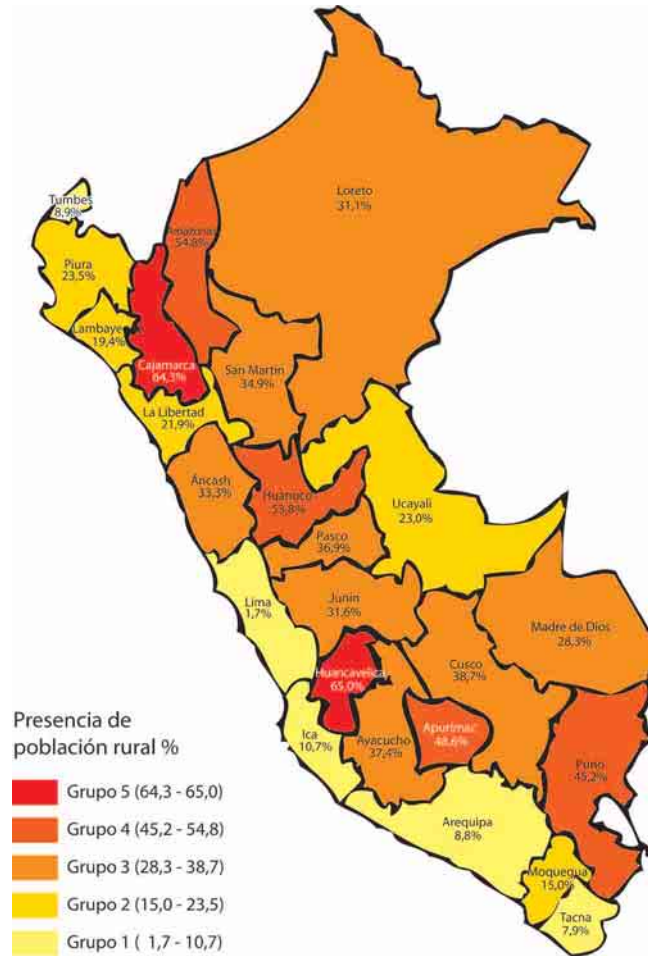 Loreto
31,1%
Tumbes
8,9%
Amazonas
54,8%
Piura
23,5%
Lambaye
19,4%
Cajamarca
64,3%
San Martín
34,9%
La Libertad
21,9%
Áncash
33,3%
Huánuco
53,8%
Ucayali
23,0%
Pasco
36,9%
Lima
1,7%
Junín
31,6%
Madre de Dios
28,3%
Huancavelica
65,0%
Cusco
38,7%
Ica
10,7%
Ayacucho
37,4%
Apurímac
48,6%
Puno
45,2%
Arequipa
8,8%
Moquegua
15,0%
Tacna
7,9%
Presencia de
población rural %
Grupo 5 (64,3 - 65,0)
Grupo 4 (45,2 - 54,8)
Grupo 3 (28,3 - 38,7)
Grupo 2 (15,0 - 23,5)
Grupo 1 ( 1,7 - 10,7)